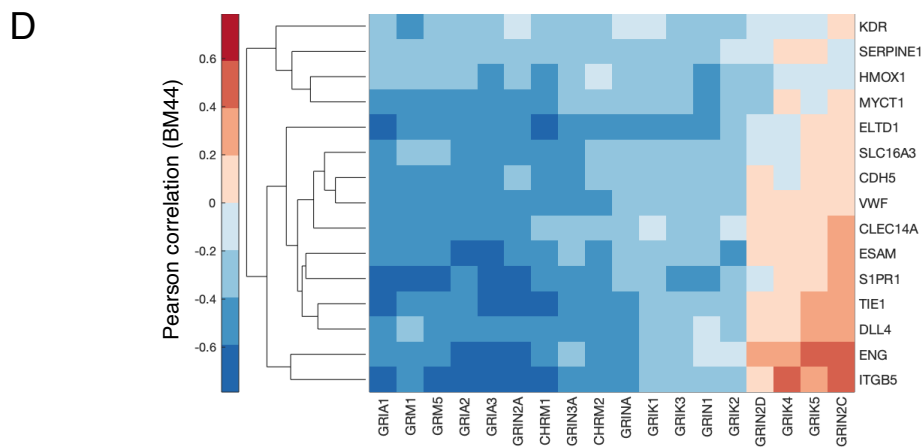 D
Pearson correlation (BM44)
0.6
0.4
0.2
0
-0.2
-0.4
-0.6
KDR
SERPINE1
HMOX1
MYCT1
ELTD1
SLC16A3
CDH5
VWF
CLEC14A
ESAM
S1PR1
TIE1
DLL4
ENG
ITGB5
GRIA1
GRM1
GRM5
GRIA2
GRIA3
GRIN2A
CHRM1
GRIN3A
CHRM2
GRINA
GRIK1
GRIK3
GRIN1
GRIK2
GRIN2D
GRIK4
GRIK5
GRIN2C